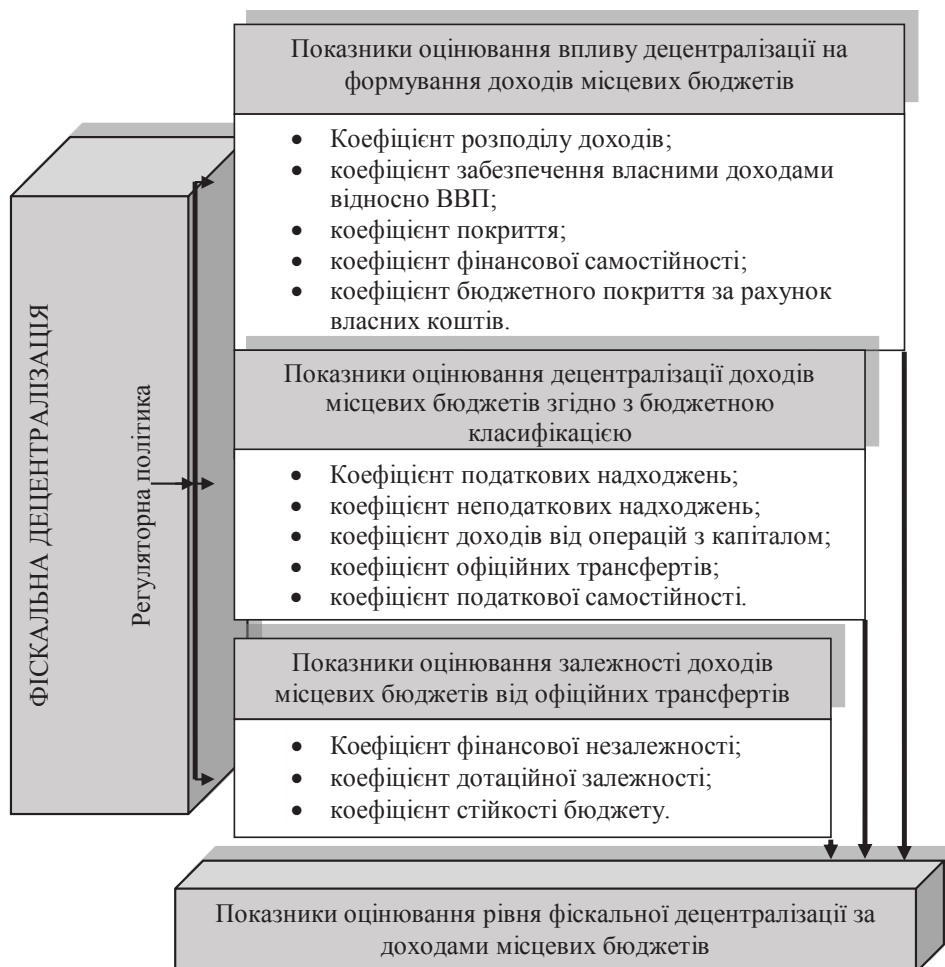 ФІСКАЛЬНА ДЕЦЕНТРАЛІЗАЦІЯ
Регуляторна політика
Показники оцінювання впливу децентралізації на
формування доходів місцевих бюджетів
• Коефіцієнт розподілу доходів;
• коефіцієнт забезпечення власними доходами
відносно ВВП;
• коефіцієнт покриття;
• коефіцієнт фінансової самостійності;
• коефіцієнт бюджетного покриття за рахунок
власних коштів.
Показники оцінювання децентралізації доходів
місцевих бюджетів згідно з бюджетною
класифікацією
• Коефіцієнт податкових надходжень;
• коефіцієнт неподаткових надходжень;
• коефіцієнт доходів від операцій з капіталом;
• коефіцієнт офіційних трансфертів;
• коефіцієнт податкової самостійності.
Показники оцінювання залежності доходів
місцевих бюджетів від офіційних трансфертів
• Коефіцієнт фінансової незалежності;
• коефіцієнт дотаційної залежності;
• коефіцієнт стійкості бюджету.
Показники оцінювання рівня фіскальної децентралізації за
доходами місцевих бюджетів